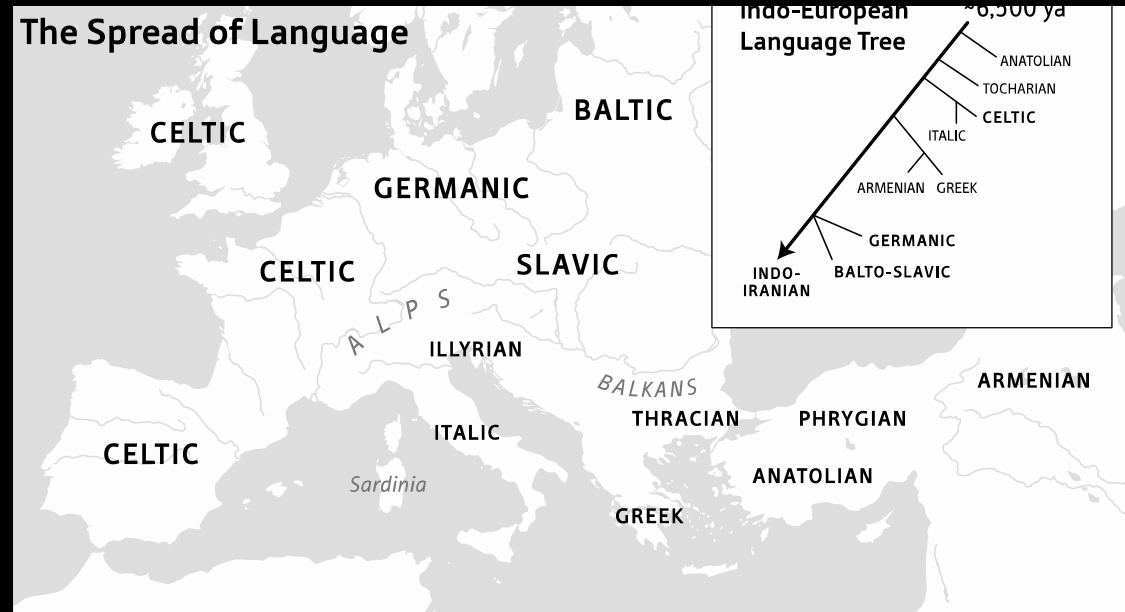 The Spread of Language
Indo-European
Language Tree
~6,500 ya
ANATOLIAN
TOCHARIAN
CELTIC
ITALIC
ARMENIAN
GREEK
GERMANIC
BALTO-SLAVIC
INDO-
IRANIAN
BALTIC
CELTIC
GERMANIC
CELTIC
SLAVIC
ALPS
ILLYRIAN
BALKANS
ARMENIAN
THRACIAN
PHRYGIAN
ITALIC
CELTIC
ANATOLIAN
Sardinia
GREEK